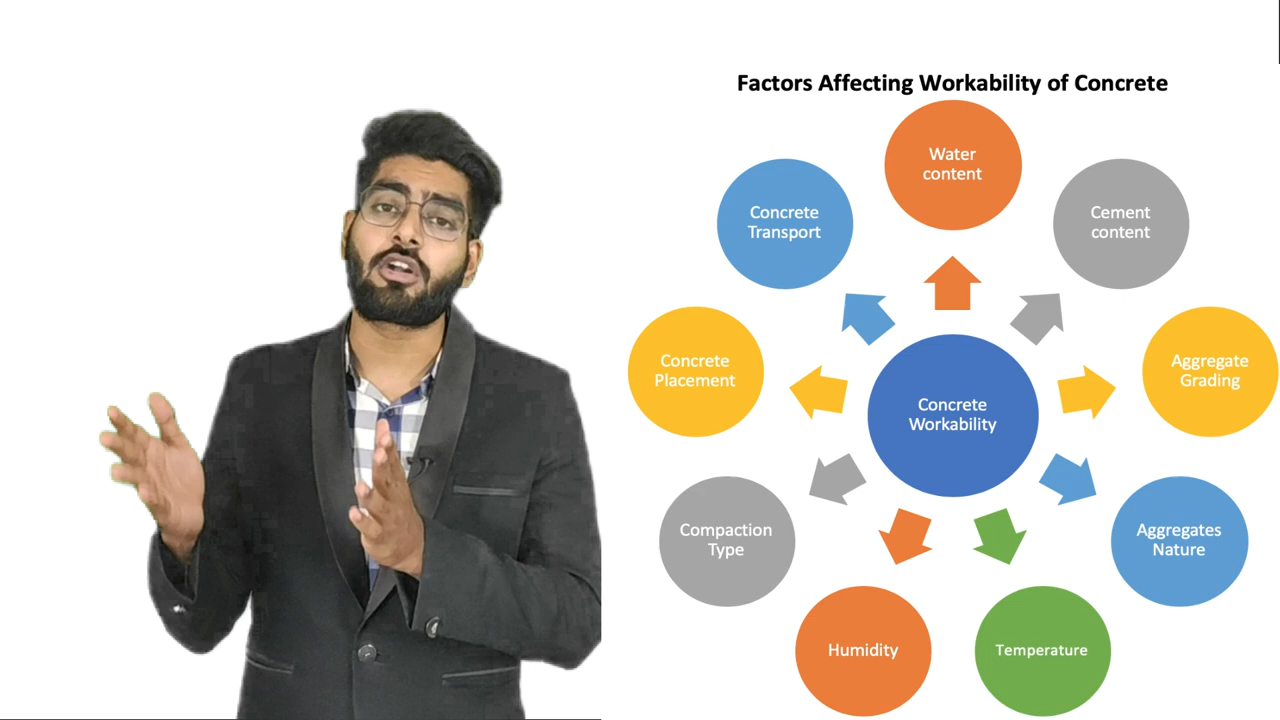 Factors Affecting Workability of Concrete
Water
content
Cement
content
Aggregate
Grading
Aggregates
Nature
Temperature
Humidity
Compaction
Type
Concrete
Placement
Concrete
Transport
Concrete
Workability